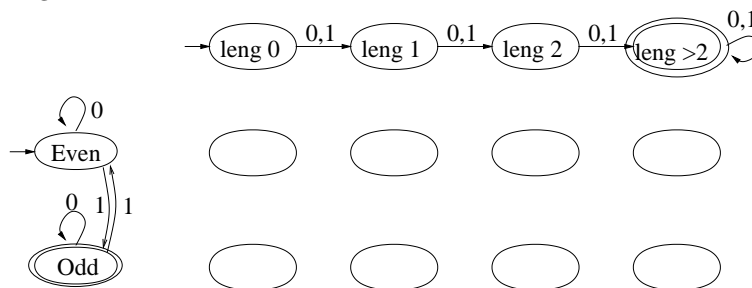 0,1 0,1 0,1 0,1
leng 0 leng 1 leng 2 leng >2
0
Even
0 1 1
Odd